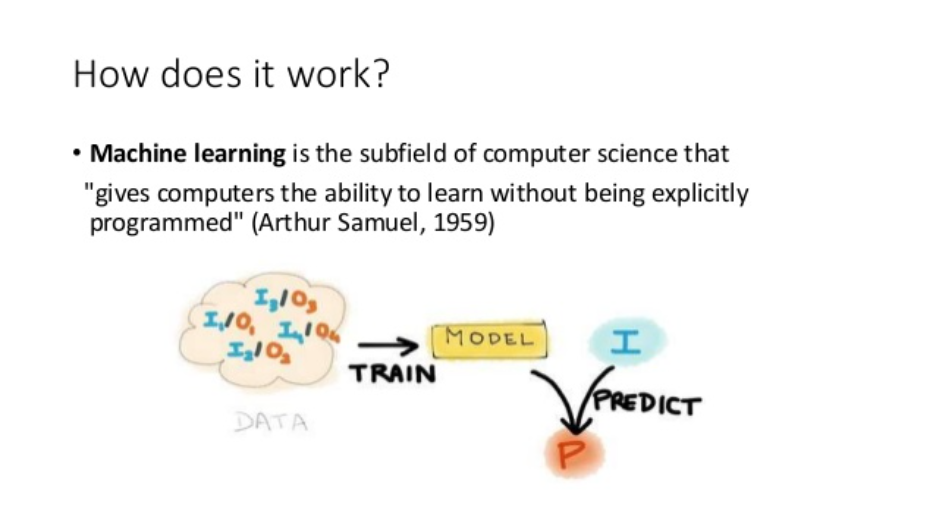 How does it work?
• Machine learning is the subfield of computer science that
"gives computers the ability to learn without being explicitly
programmed" (Arthur Samuel, 1959)
I₃/O₃
I₁/O₁ I₄/O₄
I₂/O₂
DATA
TRAIN
MODEL
I
PREDICT
P